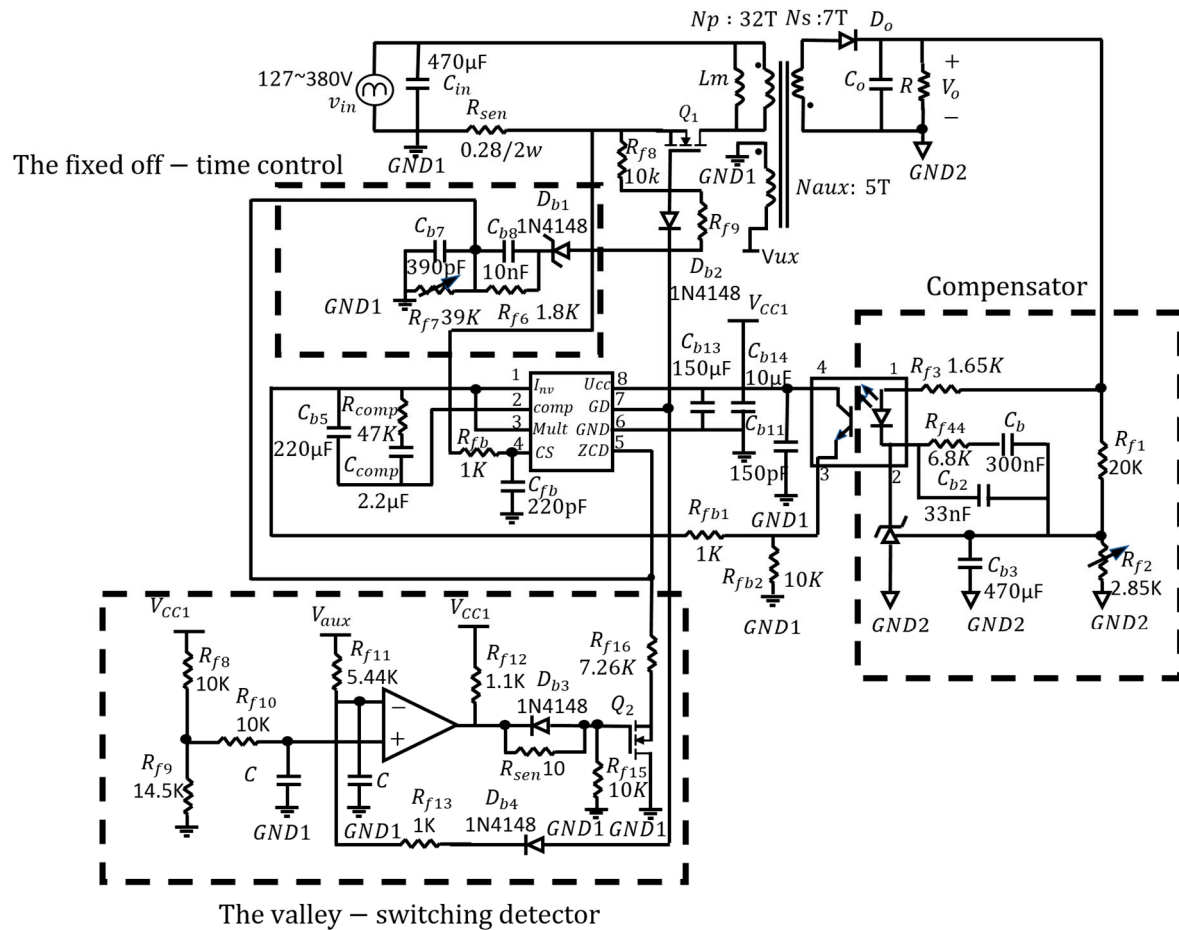 Np : 32T Ns :7T Do
470μF
Cin
127~380V
vin
Lm
Co R + Vo −
Rsen
0.28/2w
Q1
GND1
GND2
The fixed off − time control
Rf8
10k
GND1
Naux: 5T
Db1
1N4148
Cb7
Cb8
Rf9
390pF
10nF
Vux
Db2
1N4148
GND1
Rf7 39K
Rf6 1.8K
Compensator
VCC1
Cb13
150μF
Cb14
10μF
4
1
Rf3 1.65K
1 Inv Ucc 8
2 comp GD 7
3 Mult GND 6
4 CS ZCD 5
Cb5
220μF
Rcomp
47K
Ccomp
2.2μF
Rfb
1K
Cfb
220pF
Cb11
150pF
3
2
Rf44
6.8K
Cb
300nF
Cb2
33nF
Rf1
20K
GND1
Rfb1
1K
Rfb2
10K
GND1
Cb3
470μF
Rf2
2.85K
GND2
GND2
GND2
VCC1
Vaux
VCC1
Rf8
10K
Rf11
5.44K
Rf12
1.1K
Rf16
7.26K
Rf10
10K
Db3
1N4148
Q2
−
+
Rf9
14.5K
C
C
Rsen 10
Rf15
10K
GND1
GND1
Rf13
1K
Db4
1N4148
GND1
GND1
The valley − switching detector